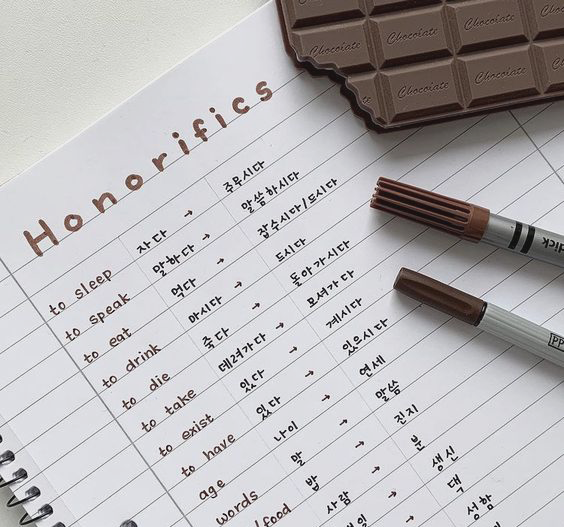 Chocolate Chocolate Chocolate
Chocolate Chocolate Chocolate
Chocolate
Honorifics
to sleep 자다 → 주무시다
to speak 말하다 → 말씀하시다
to eat 먹다 → 잡수시다/드시다
to drink 마시다 → 드시다
to die 죽다 → 돌아가시다
to take 데려가다 → 모셔가다
to exist 있다 → 계시다
to have 있다 → 있으시다
age 나이 → 연세
words 말 → 말씀
/food 밥 → 진지
사람 → 분
→ 생신
댁
성함
dick
PP